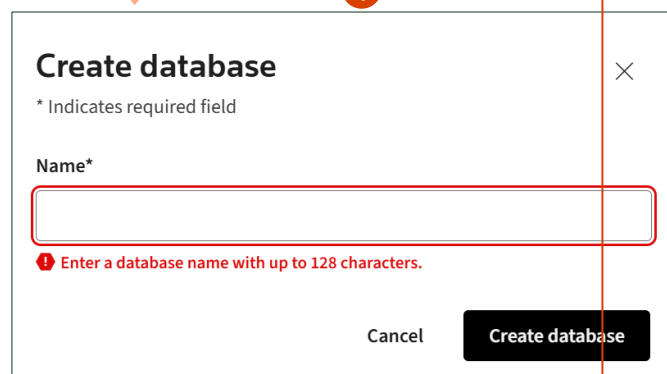 Create database
* Indicates required field
Name*
Enter a database name with up to 128 characters.
Cancel
Create database